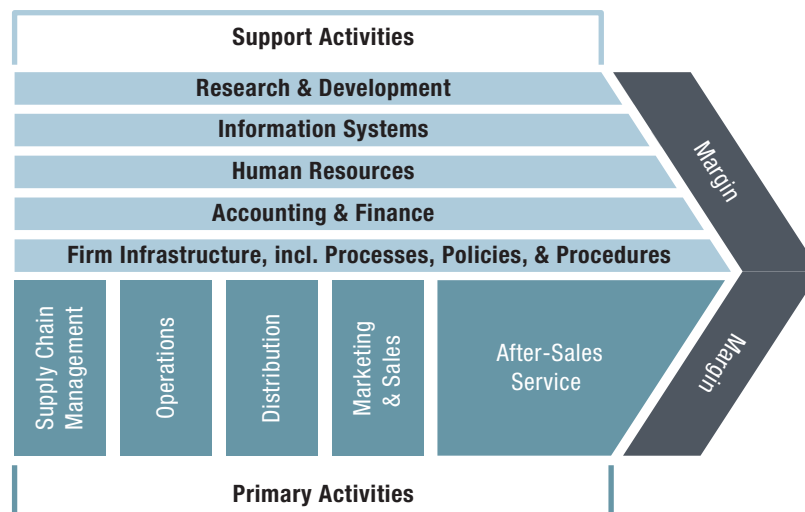 Support Activities
Research & Development
Information Systems
Human Resources
Accounting & Finance
Firm Infrastructure, incl. Processes, Policies, & Procedures
Margin
Supply Chain
Management
Operations
Distribution
Marketing
& Sales
After-Sales
Service
Margin
Primary Activities